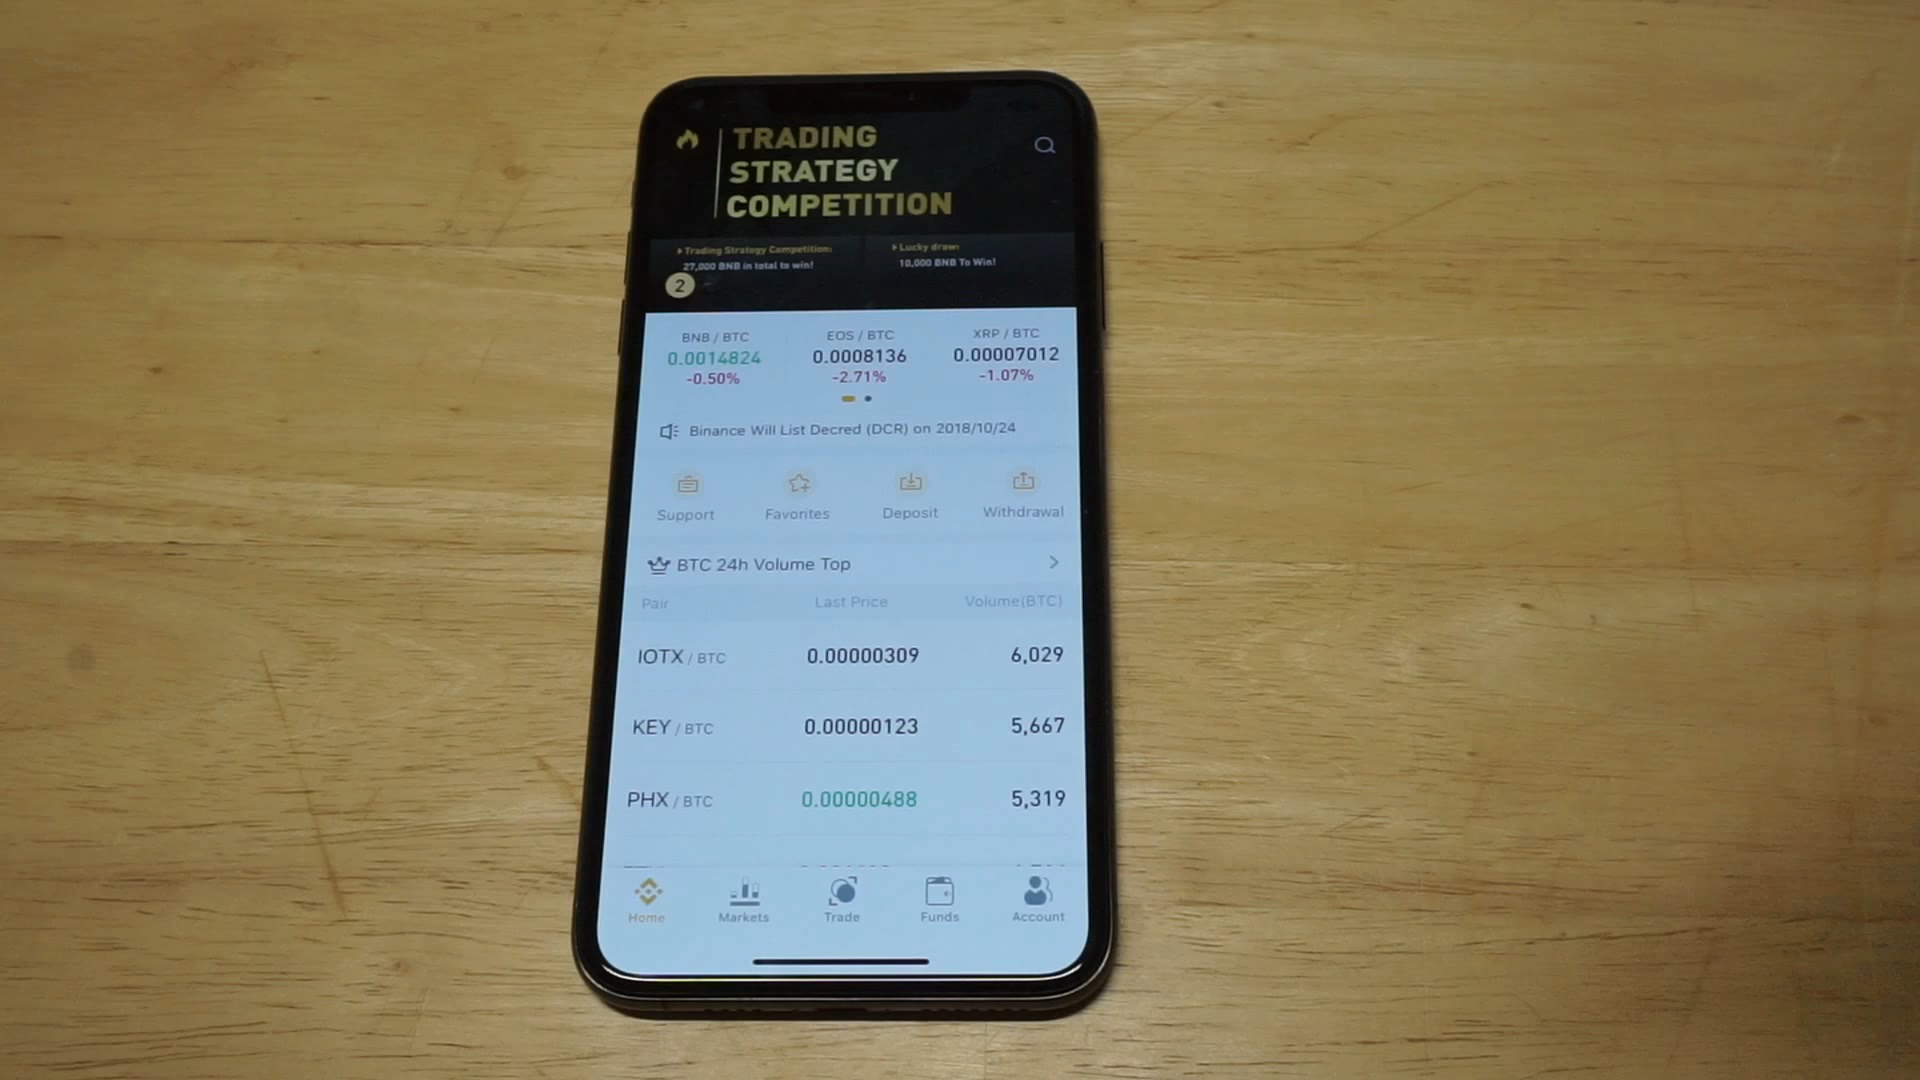 TRADING
STRATEGY
COMPETITION
Trading Strategy Competition:
27,000 BNB in total to win!
Lucky draw:
10,000 BNB To Win!
2
BNB / BTC
0.0014824
-0.50%
EOS / BTC
0.0008136
-2.71%
XRP / BTC
0.00007012
-1.07%
Binance Will List Decred (DCR) on 2018/10/24
Support
Favorites
Deposit
Withdrawal
BTC 24h Volume Top
Pair Last Price Volume(BTC)
IOTX / BTC 0.00000309 6,029
KEY / BTC 0.00000123 5,667
PHX / BTC 0.00000488 5,319
Home
Markets
Trade
Funds
Account